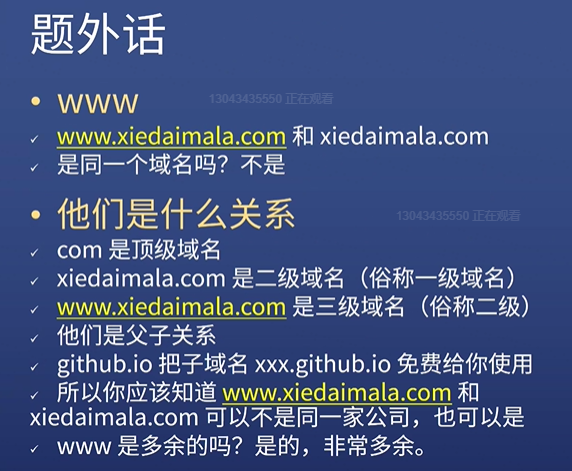 题外话
• www
13043435550 正在观看
✓ www.xiedaimala.com 和 xiedaimala.com
✓ 是同一个域名吗？不是
• 他们是什么关系
13043435550 正在观看
✓ com 是顶级域名
✓ xiedaimala.com 是二级域名（俗称一级域名）
✓ www.xiedaimala.com 是三级域名（俗称二级）
✓ 他们是父子关系
✓ github.io 把子域名 xxx.github.io 免费给你使用
✓ 所以你应该知道 www.xiedaimala.com 和
xiedaimala.com 可以不是同一家公司，也可以是
✓ www 是多余的吗？是的，非常多余。